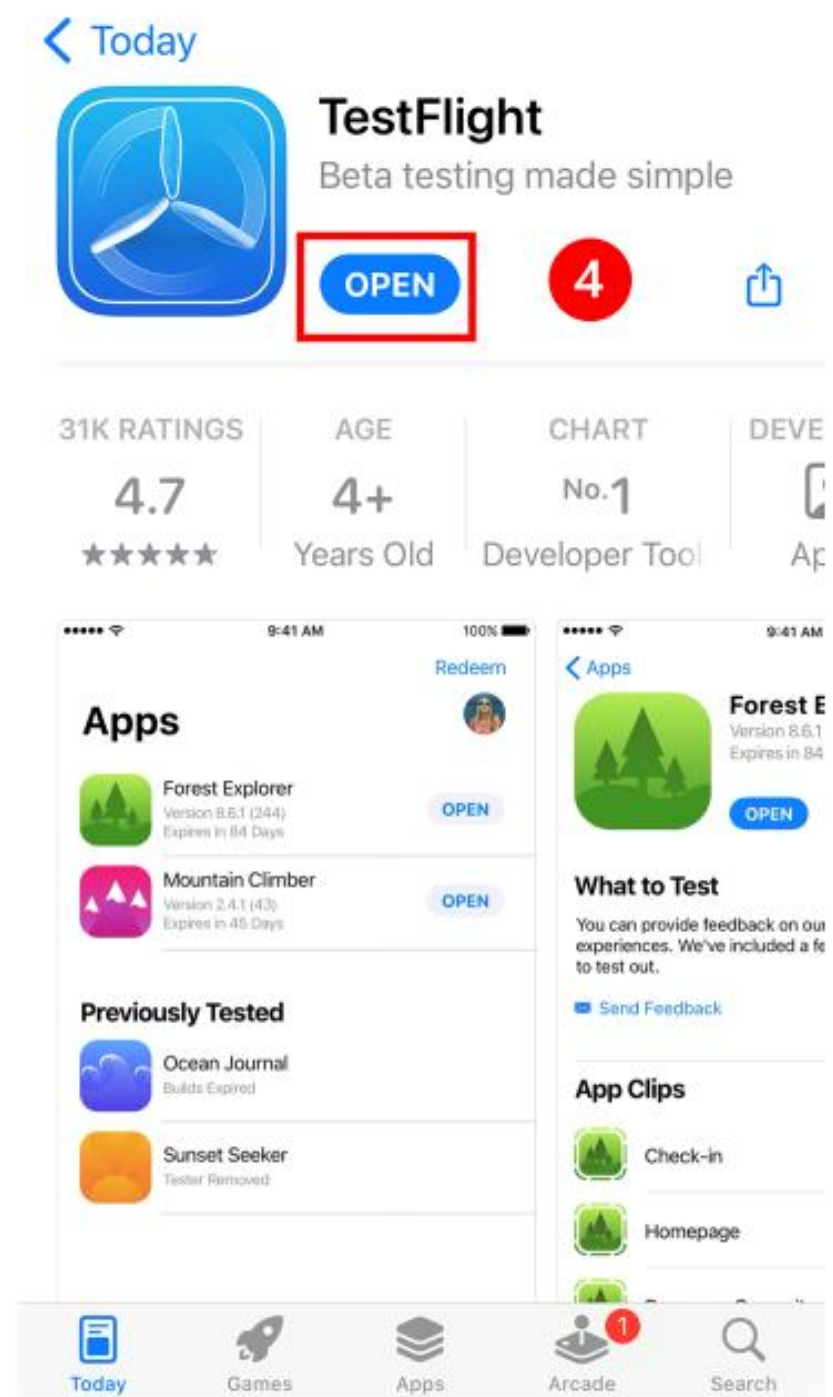 Today
TestFlight
Beta testing made simple
OPEN
4
31K RATINGS
4.7
AGE
4+
Years Old
CHART
No.1
Developer Tool
DEVE
Ap
9:41 AM
100%
Redeem
Apps
Forest Explorer
Version 8.6.1 (244)
Expires in 84 Days
OPEN
Mountain Climber
Version 2.4.1 (43)
Expires in 45 Days
OPEN
Previously Tested
Ocean Journal
Builds Expired
Sunset Seeker
Tester Removed
9:41 AM
Apps
Forest E
Version 8.6.1
Expires in 84
OPEN
What to Test
You can provide feedback on our
experiences. We've included a fe
to test out.
Send Feedback
App Clips
Check-in
Homepage
Today
Games
Apps
Arcade
1
Search